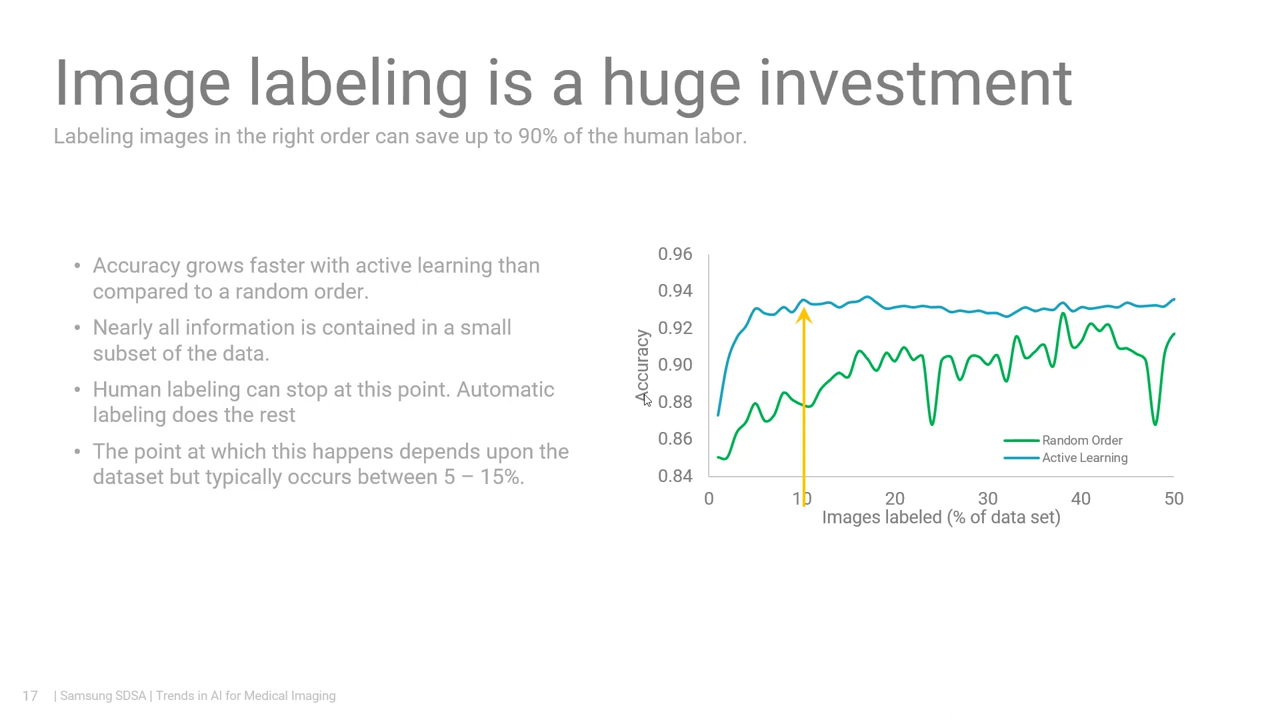 Image labeling is a huge investment
Labeling images in the right order can save up to 90% of the human labor.
• Accuracy grows faster with active learning than
compared to a random order.
• Nearly all information is contained in a small
subset of the data.
• Human labeling can stop at this point. Automatic
labeling does the rest
• The point at which this happens depends upon the
dataset but typically occurs between 5 – 15%.
Accuracy
0.96
0.94
0.92
0.90
0.88
0.86
0.84
Random Order
Active Learning
0 10 20 30 40 50
Images labeled (% of data set)
17 | Samsung SDSA | Trends in AI for Medical Imaging